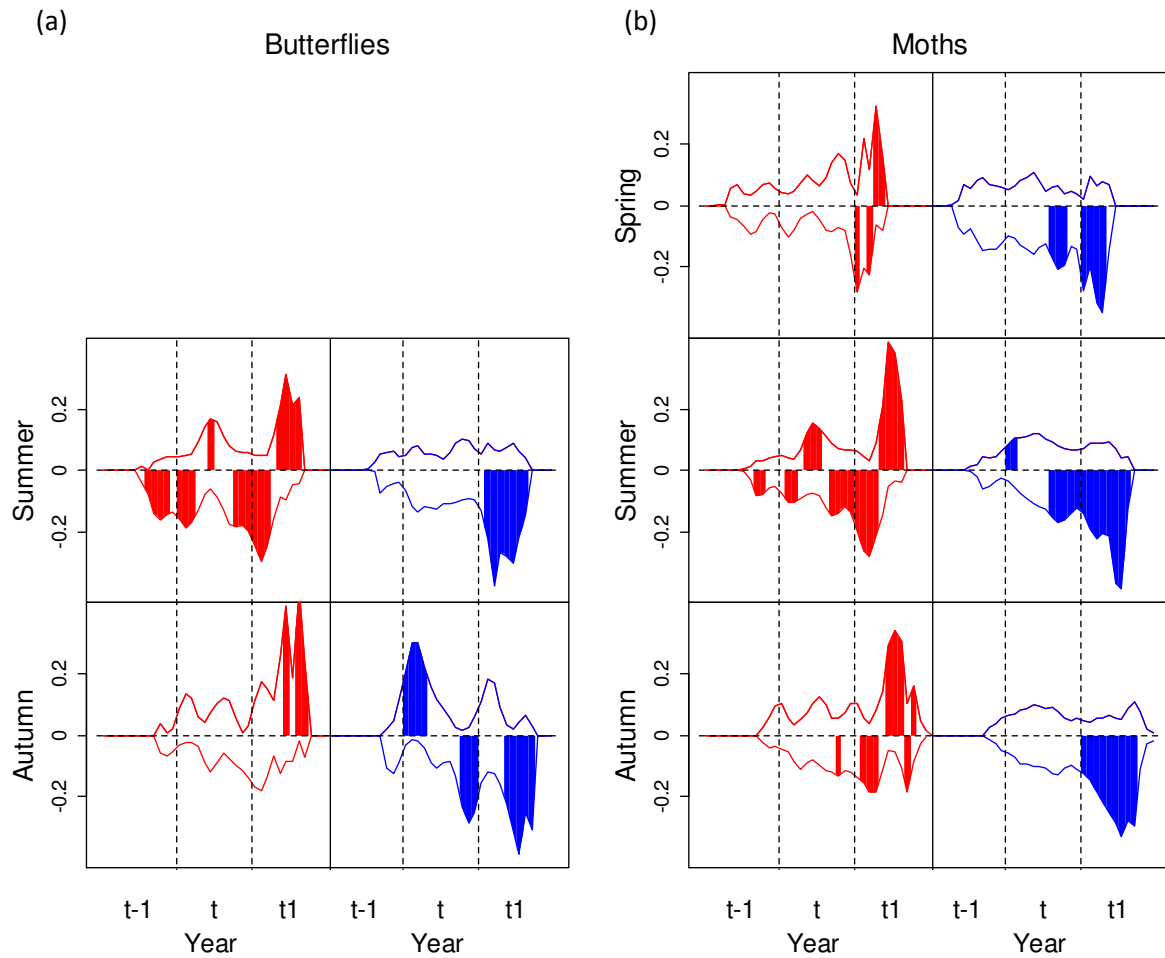 (a)
Butterflies
Summer
0.2
0
-0.2
Autumn
0.2
0
-0.2
t-1 t t1 t-1 t t1
Year Year
(b)
Moths
Spring
0.2
0
-0.2
Summer
0.2
0
-0.2
Autumn
0.2
0
-0.2
t-1 t t1 t-1 t t1
Year Year